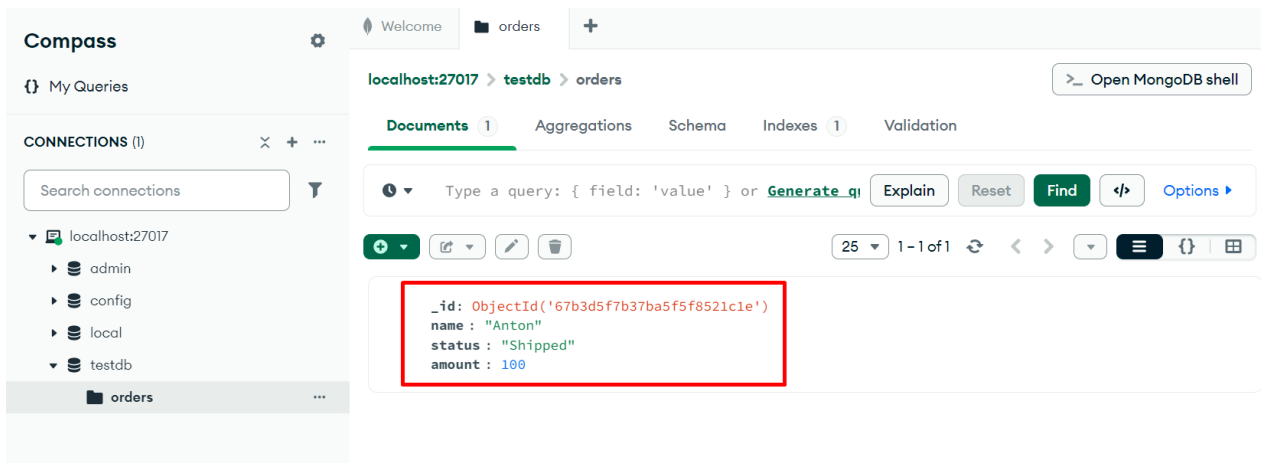 Compass
{} My Queries
CONNECTIONS (1)
Search connections
localhost:27017
admin
config
local
testdb
orders
Welcome
orders
localhost:27017 > testdb > orders
>_ Open MongoDB shell
Documents 1 Aggregations Schema Indexes 1 Validation
Type a query: { field: 'value' } or Generate qu Explain Reset Find </> Options
25 1 – 1 of 1 {}
_id: ObjectId('67b3d5f7b37ba5f5f8521c1e')
name : "Anton"
status : "Shipped"
amount : 100